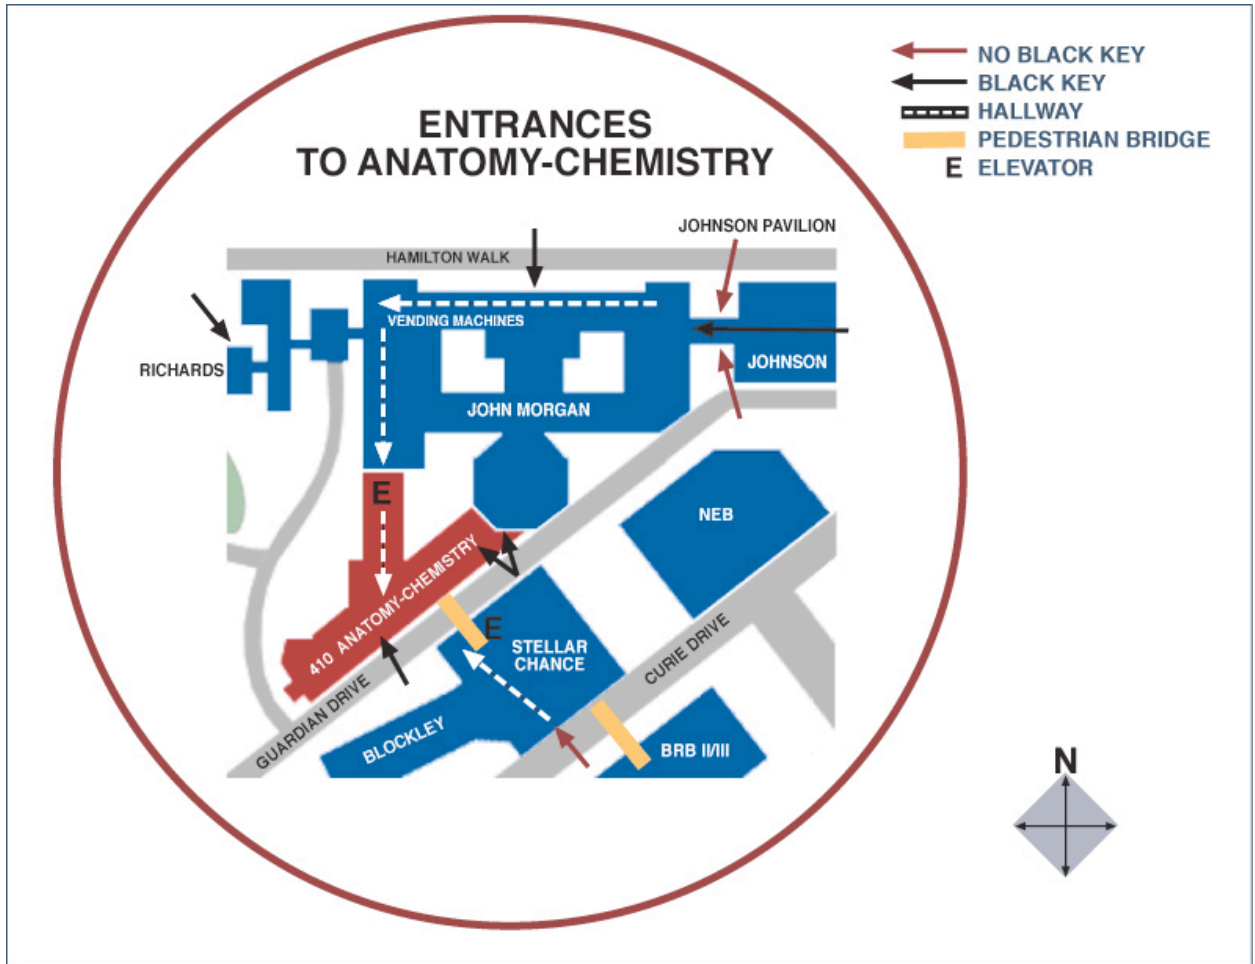 NO BLACK KEY
BLACK KEY
HALLWAY
PEDESTRIAN BRIDGE
E ELEVATOR
ENTRANCES
TO ANATOMY-CHEMISTRY
JOHNSON PAVILION
HAMILTON WALK
VENDING MACHINES
RICHARDS
JOHNSON
JOHN MORGAN
E
NEB
410 ANATOMY-CHEMISTRY
E
STELLAR
CHANCE
CURIE DRIVE
GUARDIAN DRIVE
BLOCKLEY
BRB II/III
N